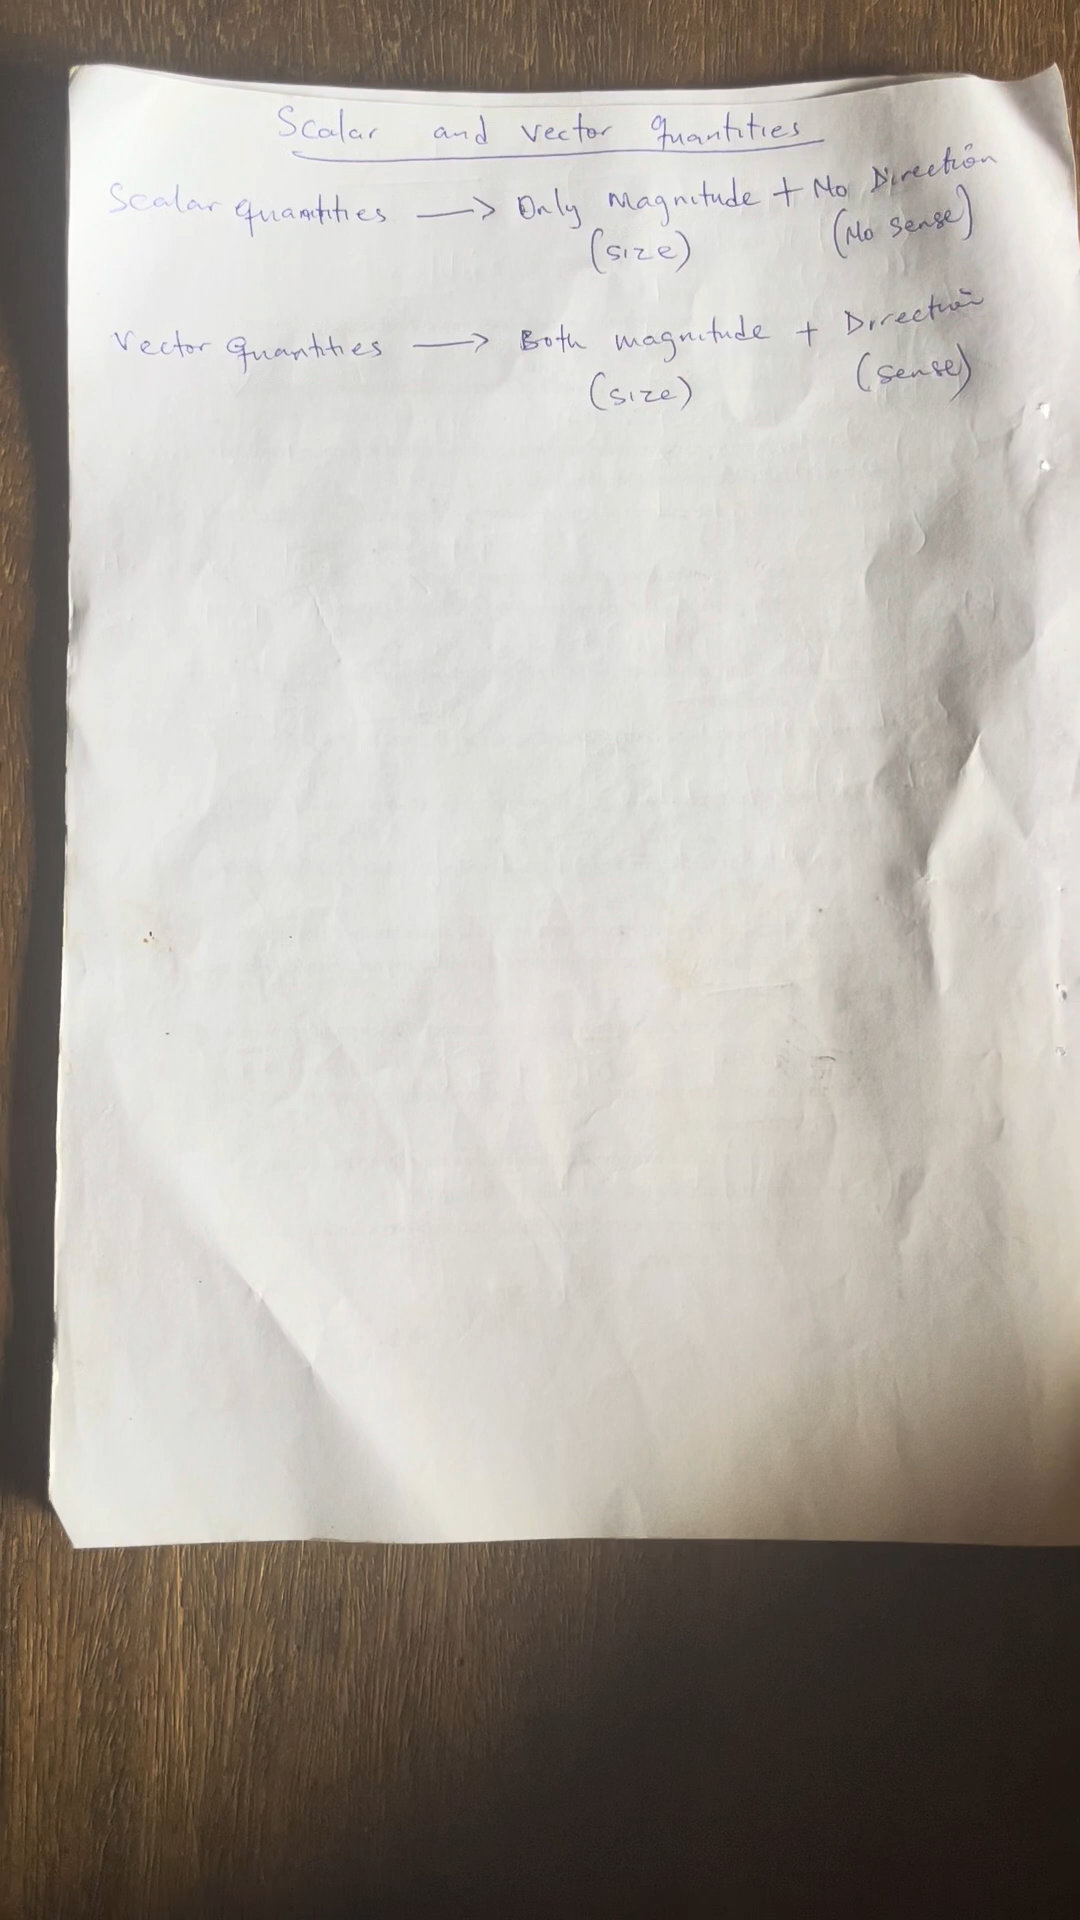 Scalar and vector quantities
Scalar quantities → Only Magnitude + No Direction
(size) (No sense)
Vector quantities → Both magnitude + Direction
(size) (sense)